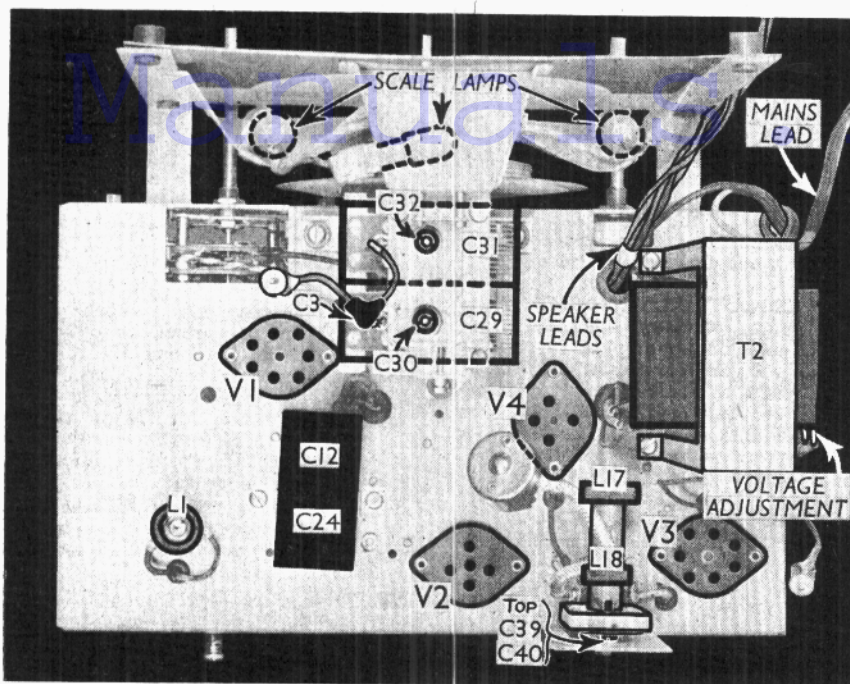 Manuals
SCALE LAMPS
MAINS
LEAD
C32
C31
C3
C29
SPEAKER
LEADS
C30
T2
V1
V4
C12
L17
VOLTAGE
ADJUSTMENT
L1
C24
V3
L18
V2
TOP
C39
C40